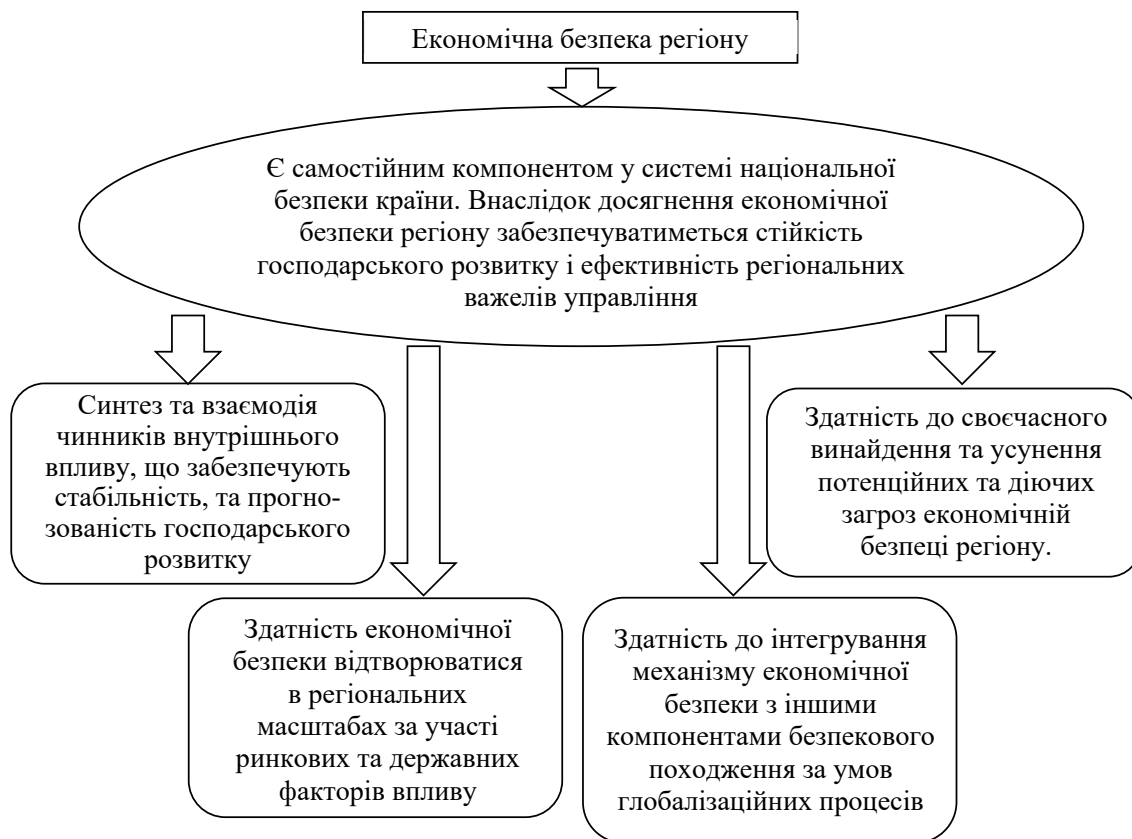 Економічна безпека регіону
Є самостійним компонентом у системі національної
безпеки країни. Внаслідок досягнення економічної
безпеки регіону забезпечуватиметься стійкість
господарського розвитку і ефективність регіональних
важелів управління
Синтез та взаємодія
чинників внутрішнього
впливу, що забезпечують
стабільність, та прогно-
зованість господарського
розвитку
Здатність економічної
безпеки відтворюватися
в регіональних
масштабах за участі
ринкових та державних
факторів впливу
Здатність до інтегрування
механізму економічної
безпеки з іншими
компонентами безпекового
походження за умов
глобалізаційних процесів
Здатність до своєчасного
винайдення та усунення
потенційних та діючих
загроз економічній
безпеці регіону.